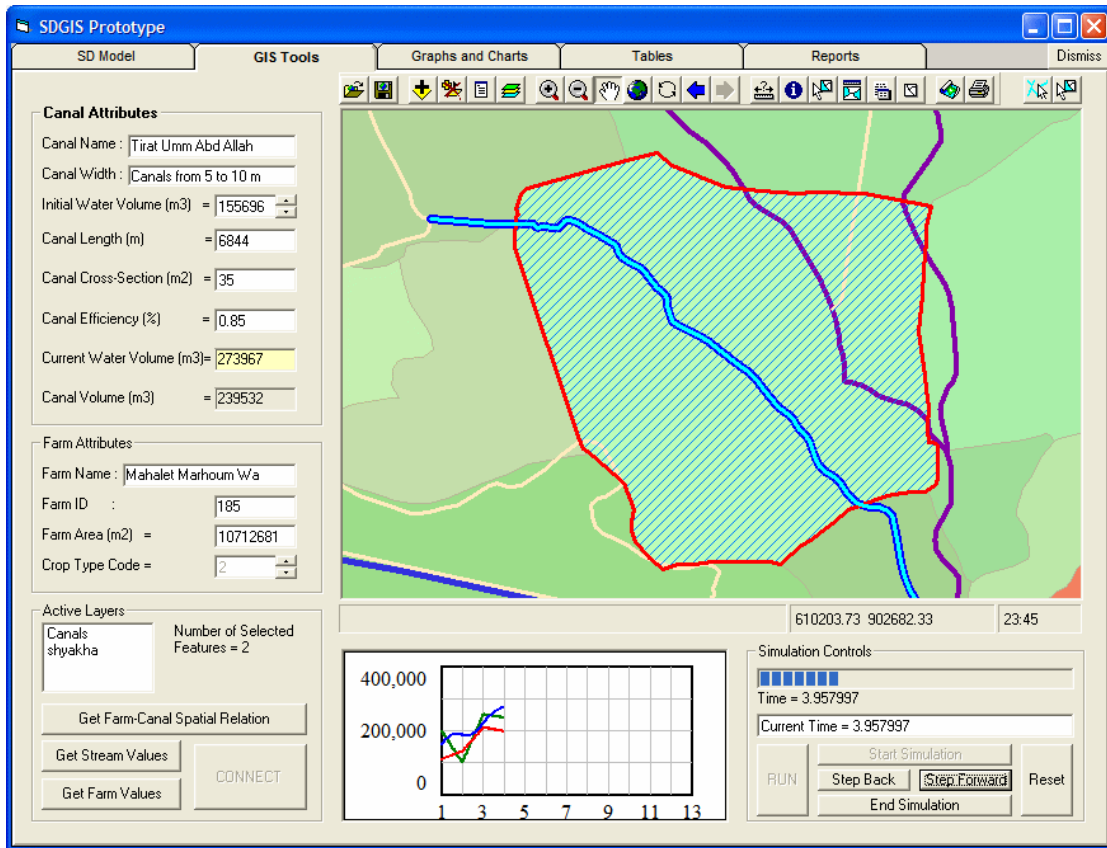 SDGIS Prototype
SD Model GIS Tools Graphs and Charts Tables Reports Dismiss
Canal Attributes
Canal Name : Tirat Umm Abd Allah
Canal Width : Canals from 5 to 10 m
Initial Water Volume (m3) = 155696
Canal Length (m) = 6844
Canal Cross-Section (m2) = 35
Canal Efficiency (%) = 0.85
Current Water Volume (m3)= 273967
Canal Volume (m3) = 239532
Farm Attributes
Farm Name : Mahalet Marhoum Wa
Farm ID : 185
Farm Area (m2) = 10712681
Crop Type Code = 2
Active Layers
Canals
shyakha
Number of Selected
Features = 2
Get Farm-Canal Spatial Relation
Get Stream Values
CONNECT
Get Farm Values
610203.73 902682.33 23:45
400,000
200,000
0
1 3 5 7 9 11 13
Simulation Controls
Time = 3.957997
Current Time = 3.957997
RUN
Start Simulation
Step Back Step Forward
End Simulation
Reset